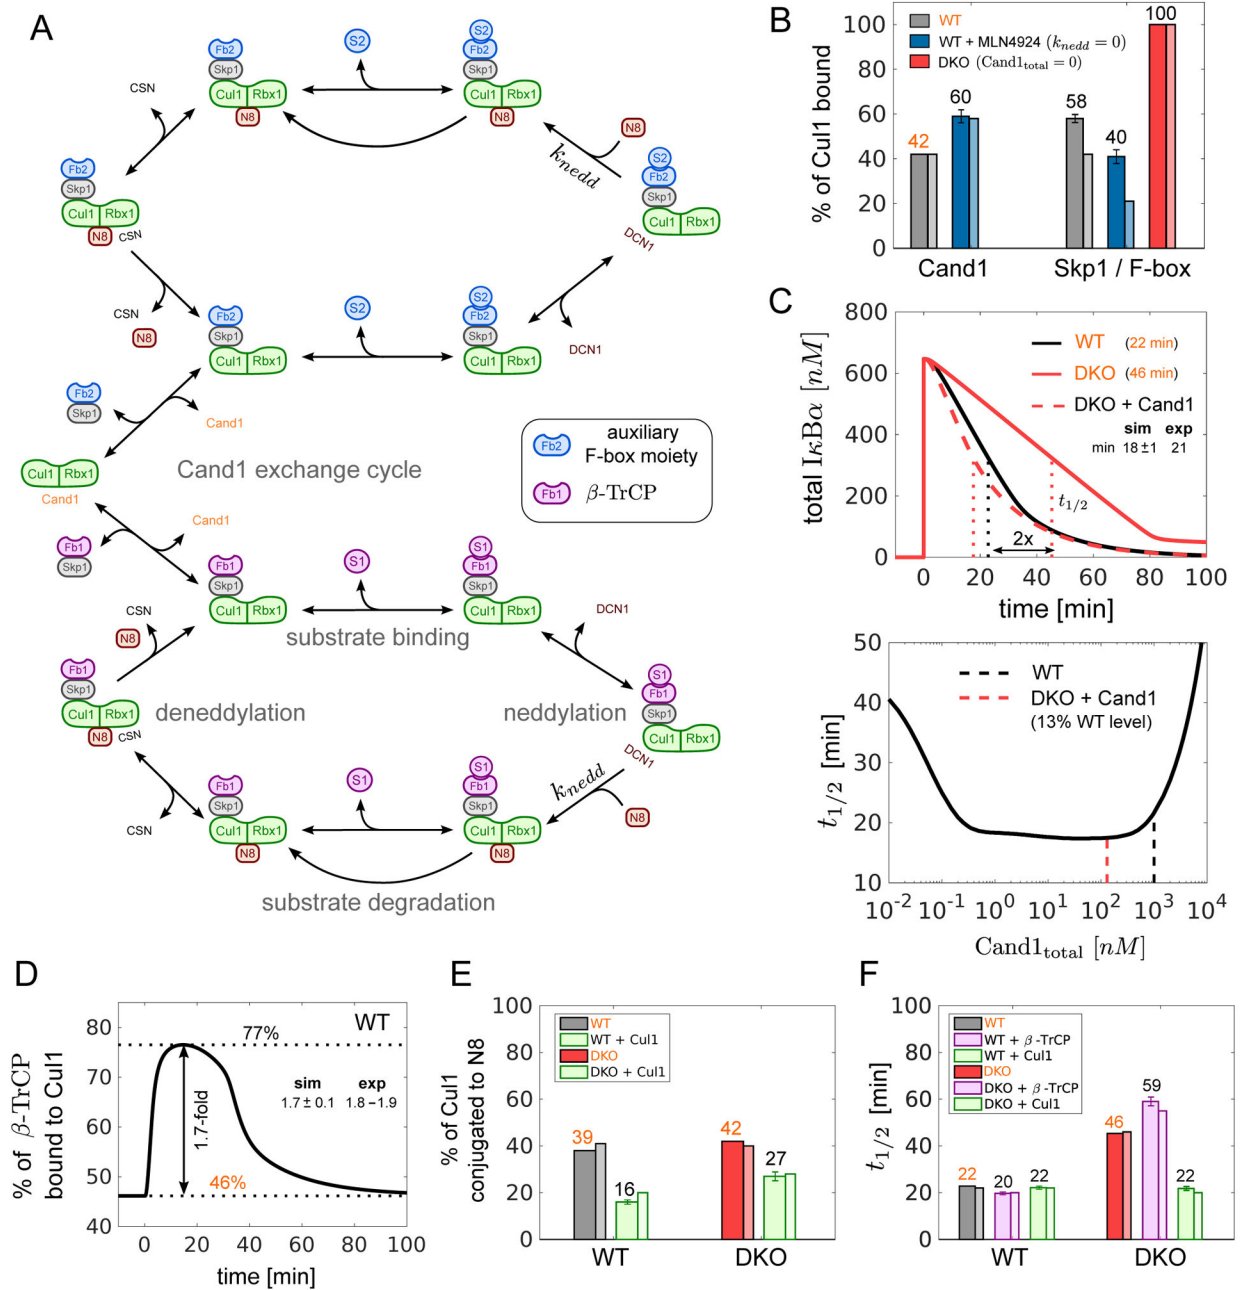 A
S2
S2
Fb2
Fb2
Skp1
Skp1
CSN
Cul1 Rbx1
Cul1 Rbx1
N8
N8
N8
k_nedd
S2
Fb2
Fb2
Skp1
Skp1
Cul1 Rbx1
Cul1 Rbx1
N8 CSN
DCN1
S2
S2
CSN
Fb2
Fb2
N8
Skp1
Skp1
Cul1 Rbx1
Cul1 Rbx1
DCN1
Fb2
Skp1
Cand1
Cul1 Rbx1
Cand1
Cand1 exchange cycle
auxiliary
Fb2
F-box moiety
Fb1
β-TrCP
Cand1
Fb1
Skp1
S1
S1
Fb1
Fb1
Skp1
Skp1
CSN
Cul1 Rbx1
Cul1 Rbx1
DCN1
N8
substrate binding
Fb1
S1
Skp1
Fb1
Cul1 Rbx1
deneddylation
neddylation
Skp1
N8 CSN
Cul1 Rbx1
DCN1
S1
S1
Fb1
Fb1
k_nedd
Skp1
Skp1
N8
CSN
Cul1 Rbx1
Cul1 Rbx1
N8
N8
substrate degradation
B
% of Cul1 bound
100
80
60
40
20
0
WT
WT + MLN4924 (k_nedd = 0)
DKO (Cand1_total = 0)
42
60
58
40
100
Cand1
Skp1 / F-box
C
total IκBα [nM]
800
600
400
200
0
WT (22 min)
DKO (46 min)
DKO + Cand1
sim exp
min 18 ±1 21
t_1/2
2x
0 20 40 60 80 100
time [min]
t_1/2 [min]
50
40
30
20
10
WT
DKO + Cand1
(13% WT level)
10^-2 10^-1 10^0 10^1 10^2 10^3 10^4
Cand1_total [nM]
D
% of β-TrCP
bound to Cul1
80
70
60
50
40
77%
WT
sim exp
1.7 ± 0.1 1.8 – 1.9
1.7-fold
46%
0 20 40 60 80 100
time [min]
E
% of Cul1
conjugated to N8
100
80
60
40
20
0
WT
WT + Cul1
DKO
DKO + Cul1
39
16
42
27
WT
DKO
F
t_1/2 [min]
100
80
60
40
20
0
WT
WT + β-TrCP
WT + Cul1
DKO
DKO + β-TrCP
DKO + Cul1
22
20
22
46
59
22
WT
DKO